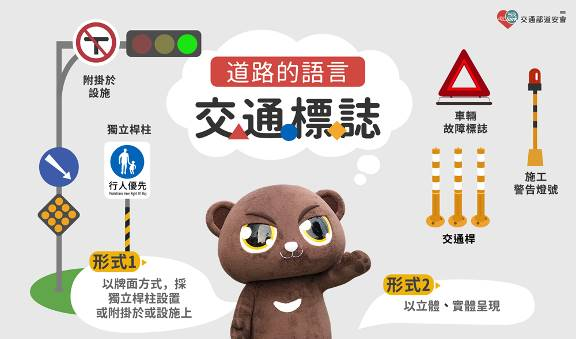 交通部道安會
道路的語言
交通標誌
附掛於
設施
獨立桿柱
行人優先
車輛
故障標誌
施工
警告燈號
交通桿
形式1
以牌面方式，採
獨立桿柱設置
或附掛於或設施上
形式2
以立體、實體呈現